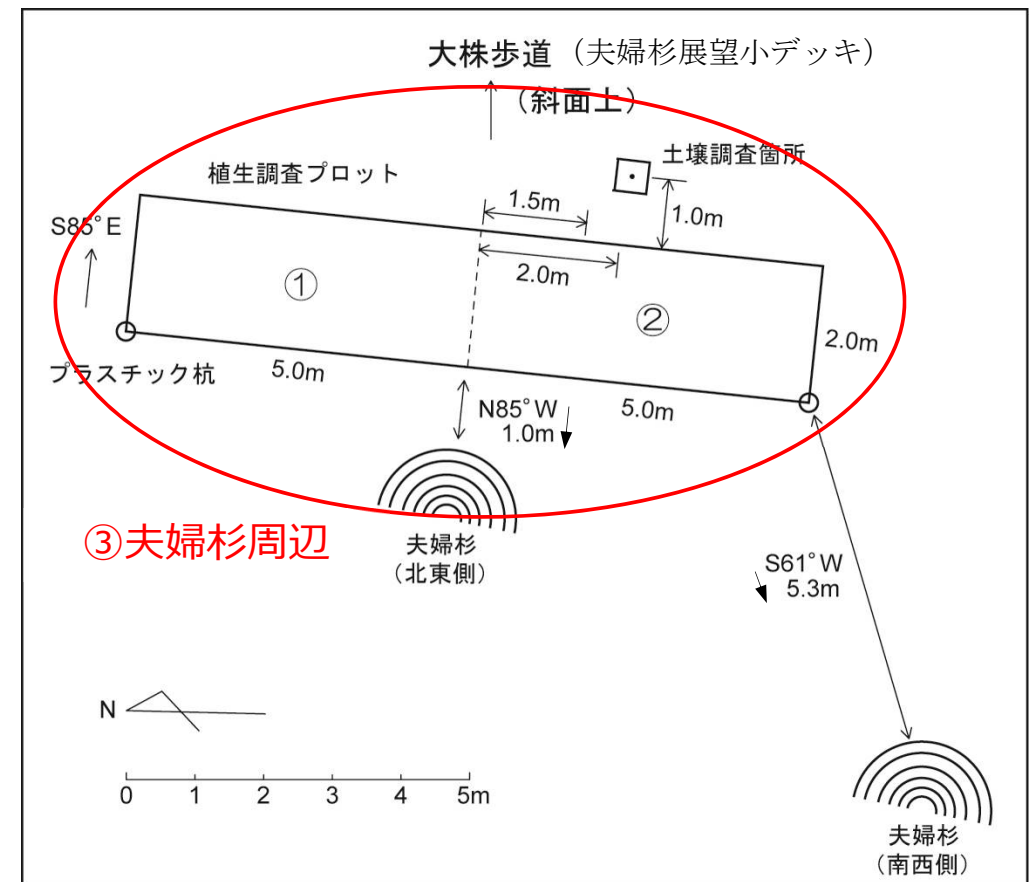 大株歩道（夫婦杉展望小デッキ）
（斜面上）
土壌調査箇所
植生調査プロット
1.5m
1.0m
S85°E
2.0m
①
②
2.0m
プラスチック杭
5.0m
5.0m
N85°W
1.0m
③夫婦杉周辺
夫婦杉
（北東側）
S61°W
5.3m
N
0 1 2 3 4 5m
夫婦杉
（南西側）